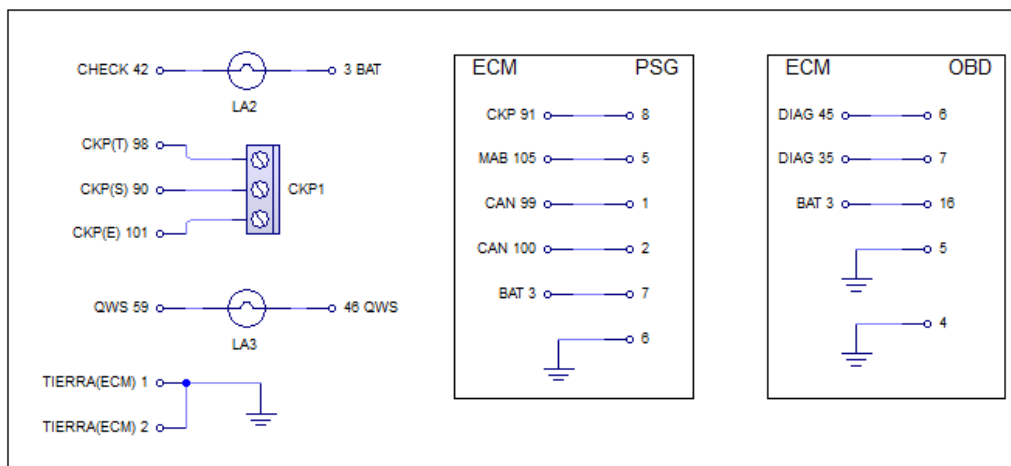 CHECK 42
3 BAT
LA2
CKP(T) 98
CKP(S) 90
CKP1
CKP(E) 101
QWS 59
46 QWS
LA3
TIERRA(ECM) 1
TIERRA(ECM) 2
ECM PSG
CKP 91 8
MAB 105 5
CAN 99 1
CAN 100 2
BAT 3 7
6
ECM OBD
DIAG 45 6
DIAG 35 7
BAT 3 16
5
4